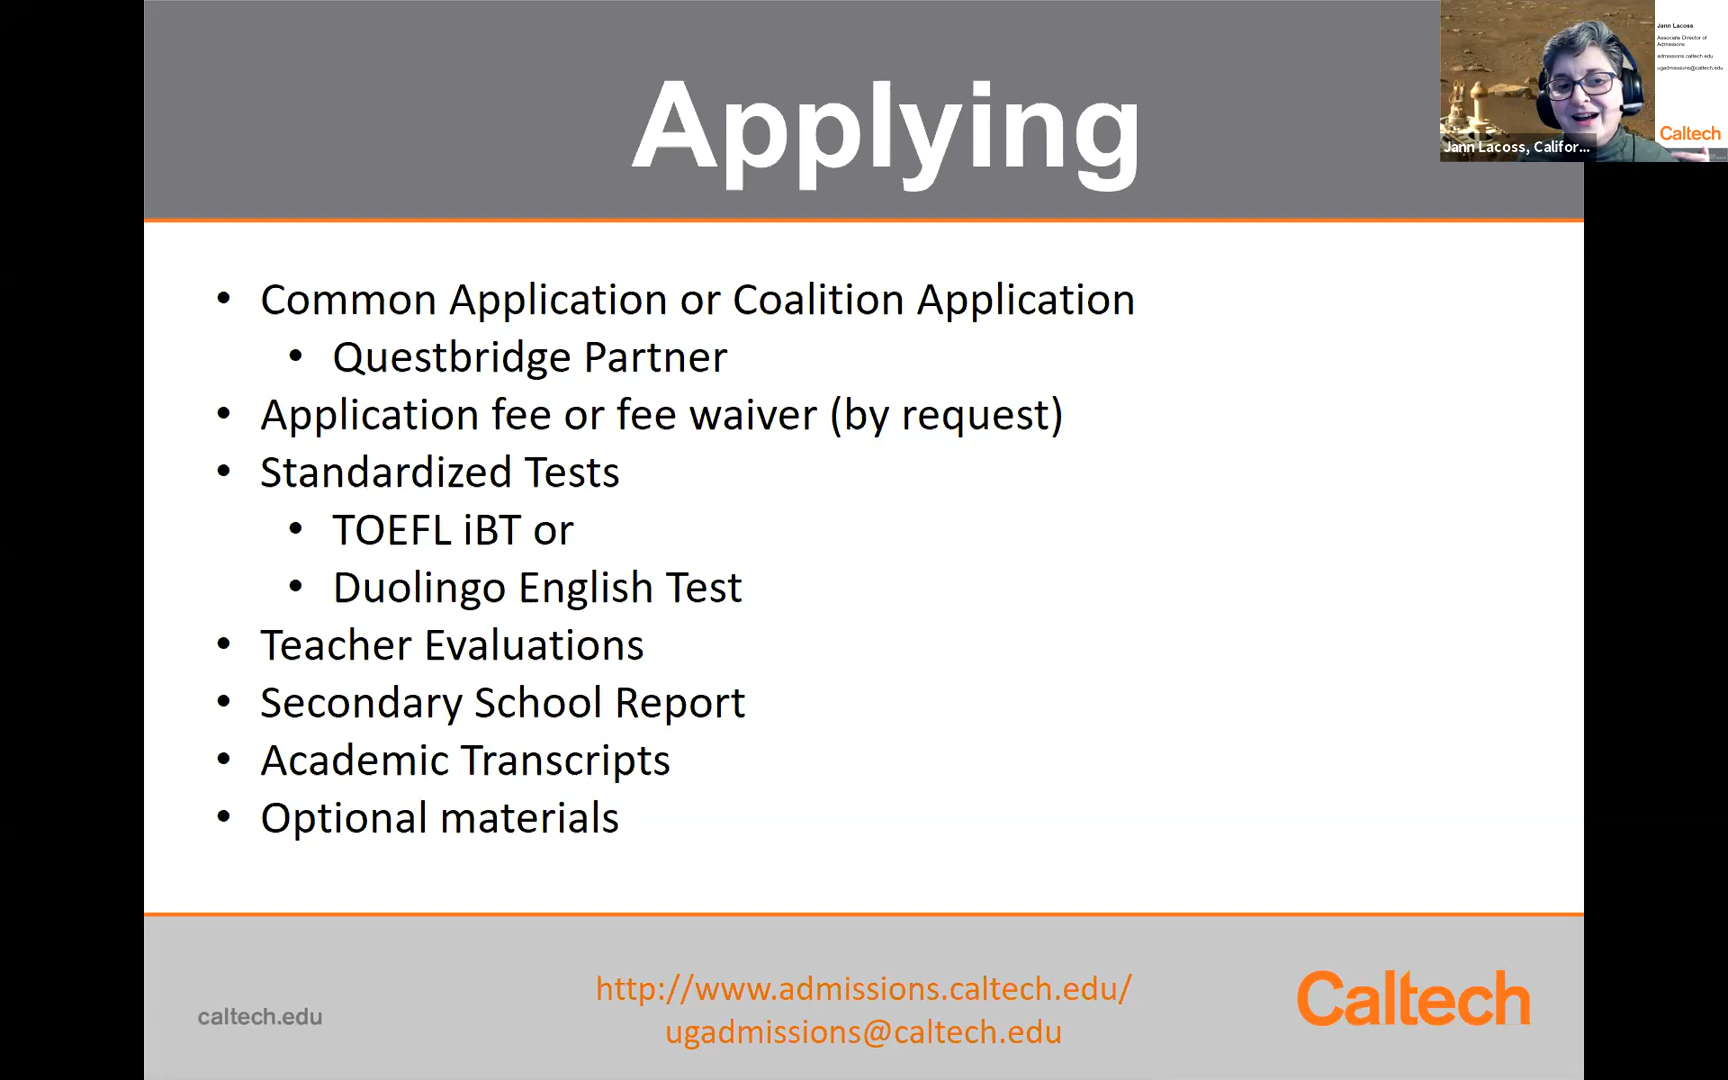 Applying
Jann Lacoss
Associate Director of
Admissions
admissions.caltech.edu
ugadmissions@caltech.edu
Caltech
Jann Lacoss, Califor...
• Common Application or Coalition Application
• Questbridge Partner
• Application fee or fee waiver (by request)
• Standardized Tests
• TOEFL iBT or
• Duolingo English Test
• Teacher Evaluations
• Secondary School Report
• Academic Transcripts
• Optional materials
caltech.edu
http://www.admissions.caltech.edu/
ugadmissions@caltech.edu
Caltech